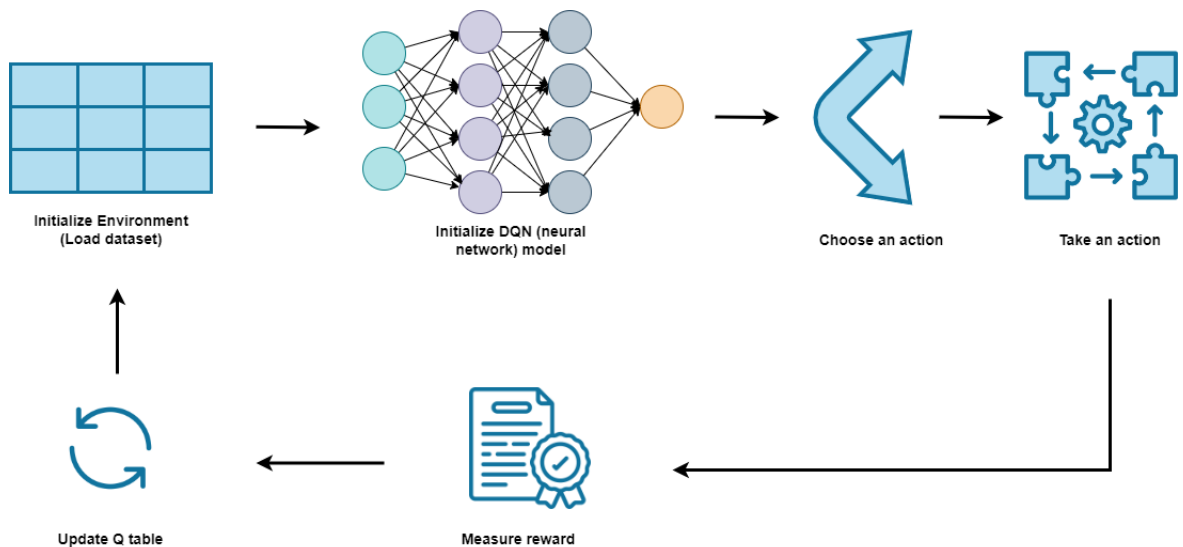 Initialize Environment
(Load dataset)
Initialize DQN (neural
network) model
Choose an action
Take an action
Update Q table
Measure reward